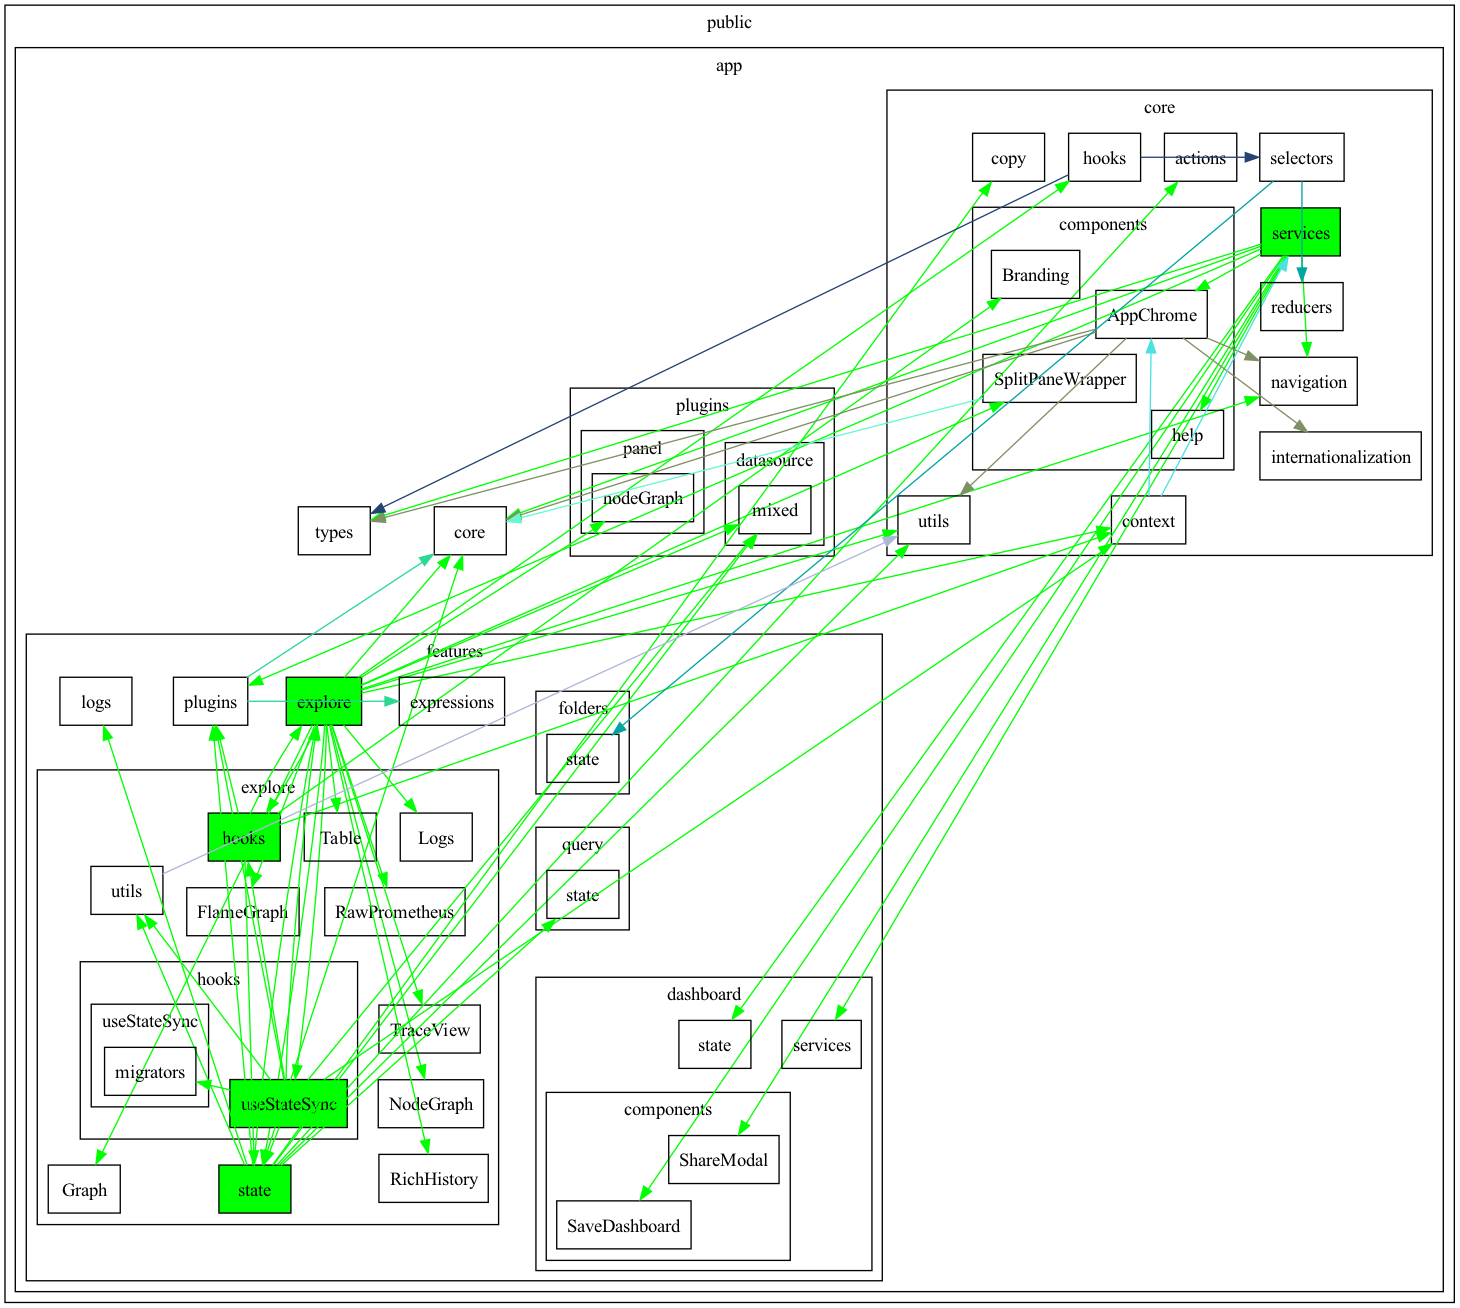 public
app
core
copy
hooks
actions
selectors
components
services
Branding
AppChrome
reducers
SplitPaneWrapper
navigation
help
internationalization
plugins
panel
datasource
nodeGraph
mixed
types
core
utils
context
features
logs
plugins
explore
expressions
folders
state
explore
hooks
Table
Logs
query
state
utils
FlameGraph
RawPrometheus
hooks
useStateSync
migrators
useStateSync
TraceView
NodeGraph
RichHistory
Graph
state
dashboard
state
services
components
ShareModal
SaveDashboard